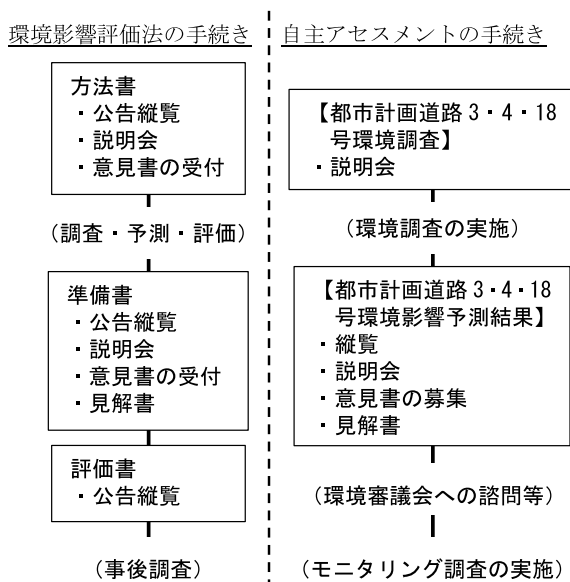 環境影響評価法の手続き
方法書
・公告縦覧
・説明会
・意見書の受付
(調査・予測・評価)
準備書
・公告縦覧
・説明会
・意見書の受付
・見解書
評価書
・公告縦覧
(事後調査)
自主アセスメントの手続き
【都市計画道路3・4・18
号環境調査】
・説明会
(環境調査の実施)
【都市計画道路3・4・18
号環境影響予測結果】
・縦覧
・説明会
・意見書の募集
・見解書
(環境審議会への諮問等)
(モニタリング調査の実施)